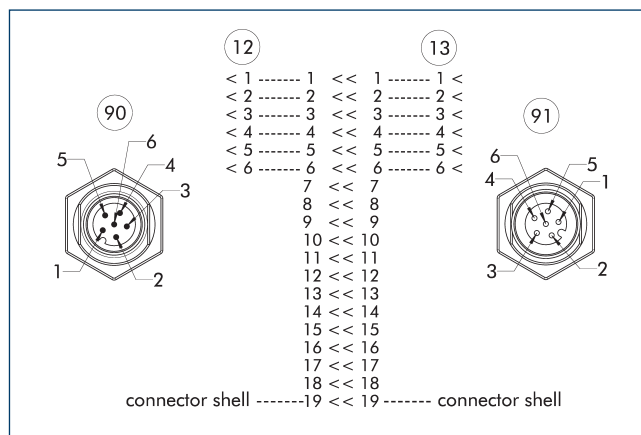 12 13
< 1 ------- 1 << 1 ------- 1 <
< 2 ------- 2 << 2 ------- 2 <
< 3 ------- 3 << 3 ------- 3 <
< 4 ------- 4 << 4 ------- 4 <
< 5 ------- 5 << 5 ------- 5 <
< 6 ------- 6 << 6 ------- 6 <
7 << 7
8 << 8
9 << 9
10 << 10
11 << 11
12 << 12
13 << 13
14 << 14
15 << 15
16 << 16
17 << 17
18 << 18
connector shell -------19 << 19 ------- connector shell
90
6
5 4
3
1
2
91
6 5
4 1
3 2